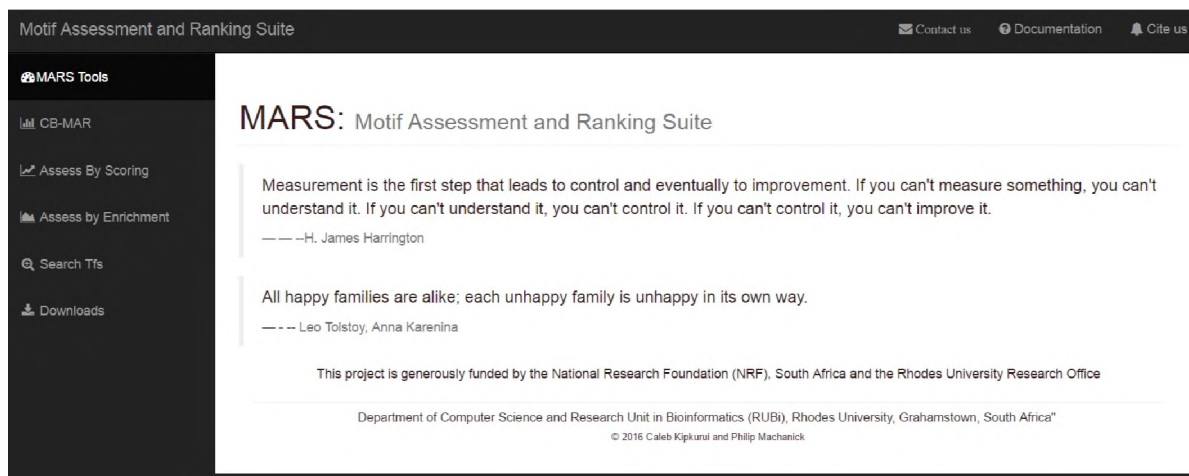 Motif Assessment and Ranking Suite
Contact us
Documentation
Cite us
MARS Tools
CB-MAR
Assess By Scoring
Assess by Enrichment
Search Tfs
Downloads
MARS: Motif Assessment and Ranking Suite
Measurement is the first step that leads to control and eventually to improvement. If you can't measure something, you can't
understand it. If you can't understand it, you can't control it. If you can't control it, you can't improve it.
— — --H. James Harrington
All happy families are alike; each unhappy family is unhappy in its own way.
— - -- Leo Tolstoy, Anna Karenina
This project is generously funded by the National Research Foundation (NRF), South Africa and the Rhodes University Research Office
Department of Computer Science and Research Unit in Bioinformatics (RUBi), Rhodes University, Grahamstown, South Africa"
© 2016 Caleb Kipkurui and Philip Machanick